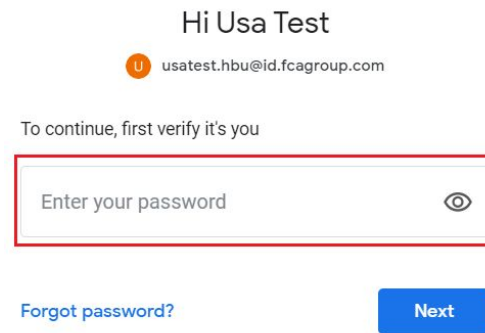 Hi Usa Test
U usatest.hbu@id.fcagroup.com
To continue, first verify it's you
Enter your password
Forgot password? Next